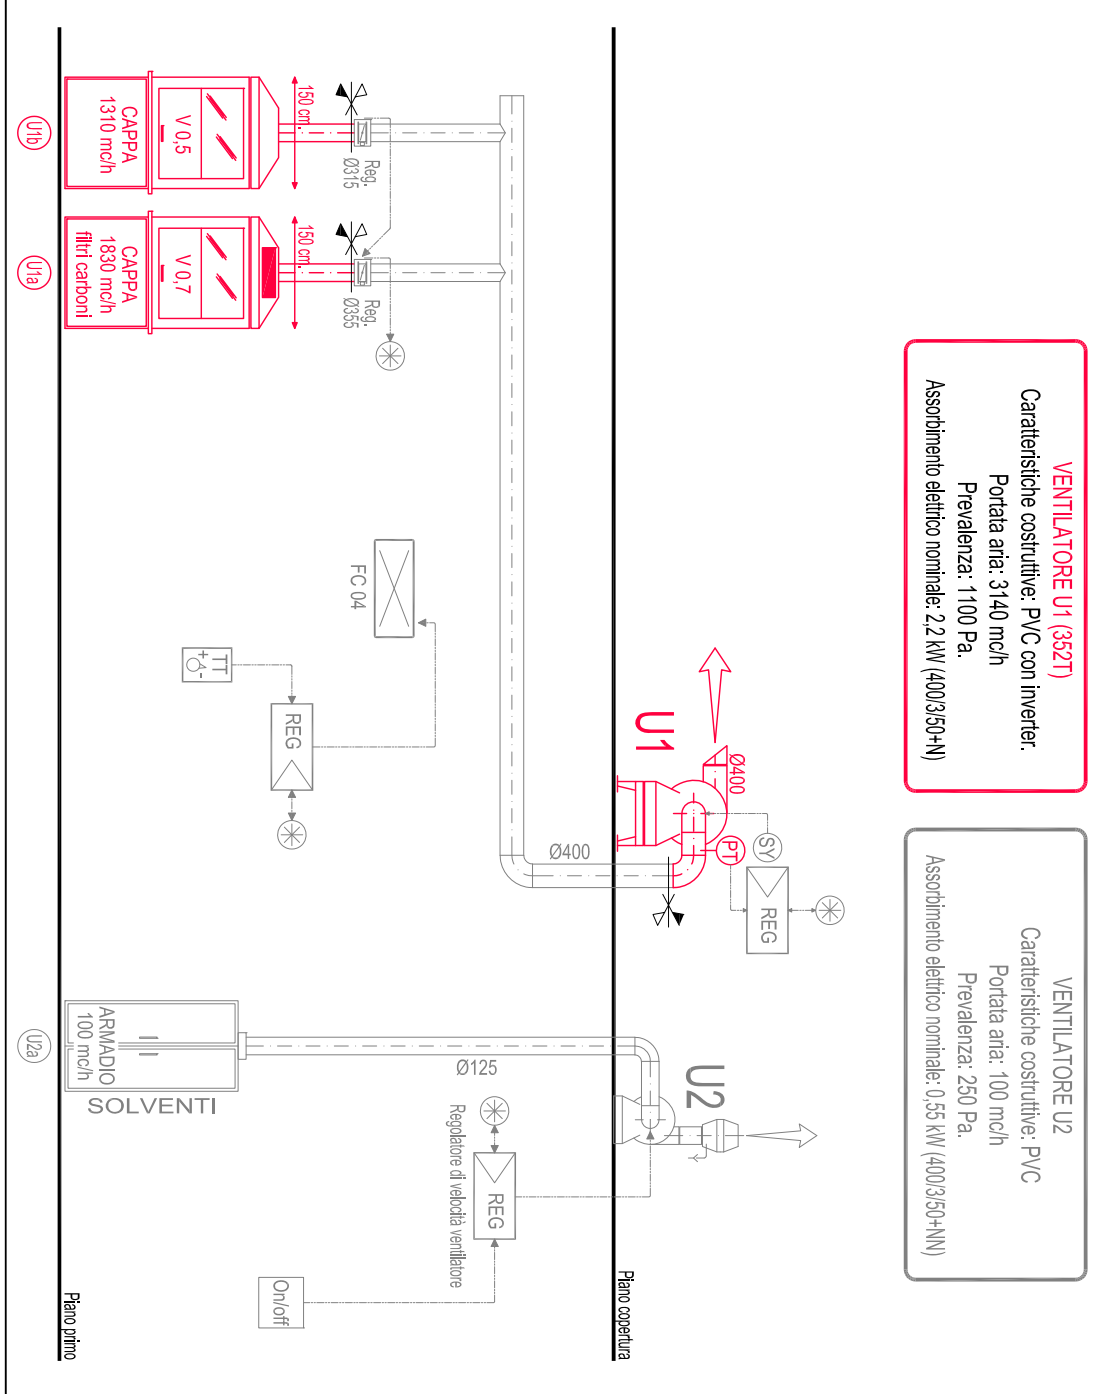 VENTILATORE U1 (352T)
Caratteristiche costruttive: PVC con inverter.
Portata aria: 3140 mc/h
Prevalenza: 1100 Pa.
Assorbimento elettrico nominale: 2,2 kW (400/3/50+N)
VENTILATORE U2
Caratteristiche costruttive: PVC
Portata aria: 100 mc/h
Prevalenza: 250 Pa.
Assorbimento elettrico nominale: 0,55 kW (400/3/50+NN)
U1
Ø400
SY
PT
REG
Ø400
U2
Piano copertura
150 cm.
Reg.
Ø315
150 cm.
Reg.
Ø355
FC 04
TT
+ -
REG
Ø125
Regolatore di velocità ventilatore
REG
On/off
V 0,5
CAPPA
1310 mc/h
V 0,7
CAPPA
1830 mc/h
filtri carboni
ARMADIO
100 mc/h
SOLVENTI
Piano primo
U1b
U1a
U2a